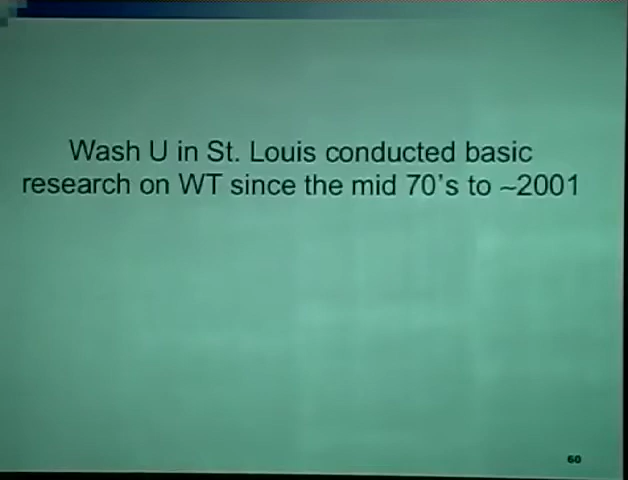 Wash U in St. Louis conducted basic
research on WT since the mid 70's to ~2001
60